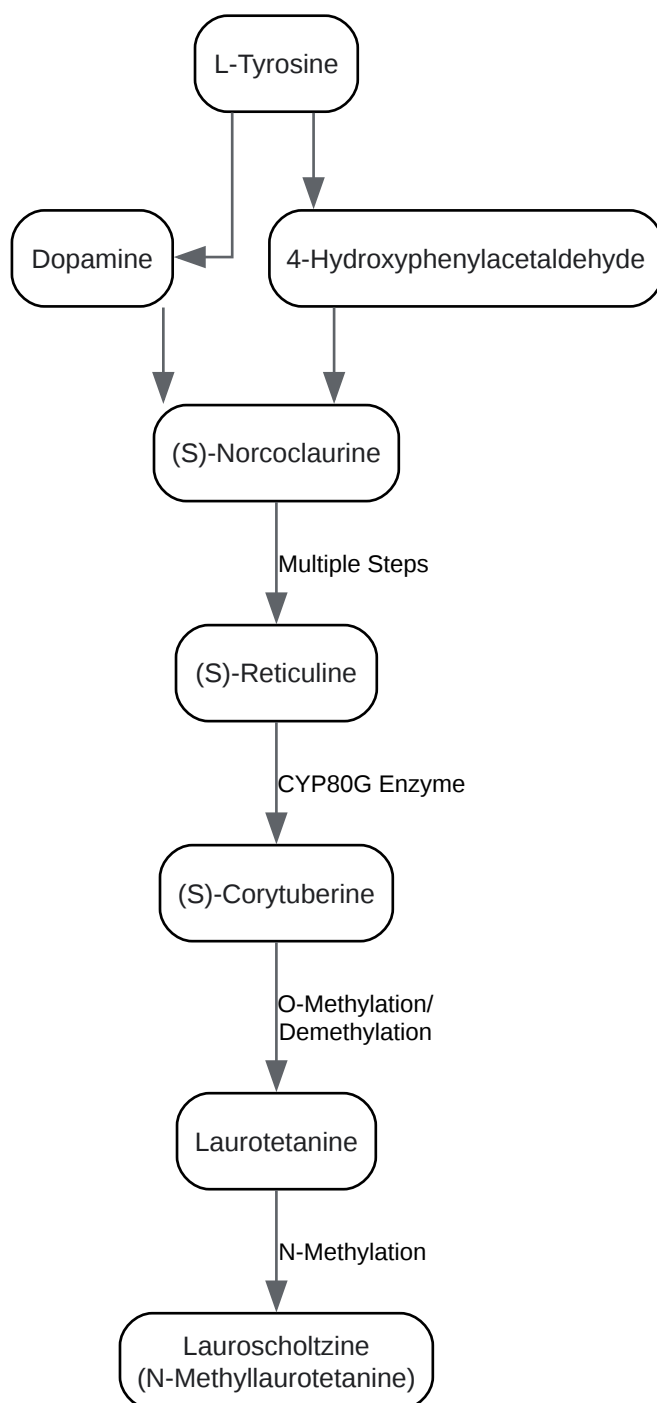 L-Tyrosine
Dopamine
4-Hydroxyphenylacetaldehyde
(S)-Norcoclaurine
Multiple Steps
(S)-Reticuline
CYP80G Enzyme
(S)-Corytuberine
O-Methylation/
Demethylation
Laurotetanine
N-Methylation
Lauroscholtzine
(N-Methyllaurotetanine)